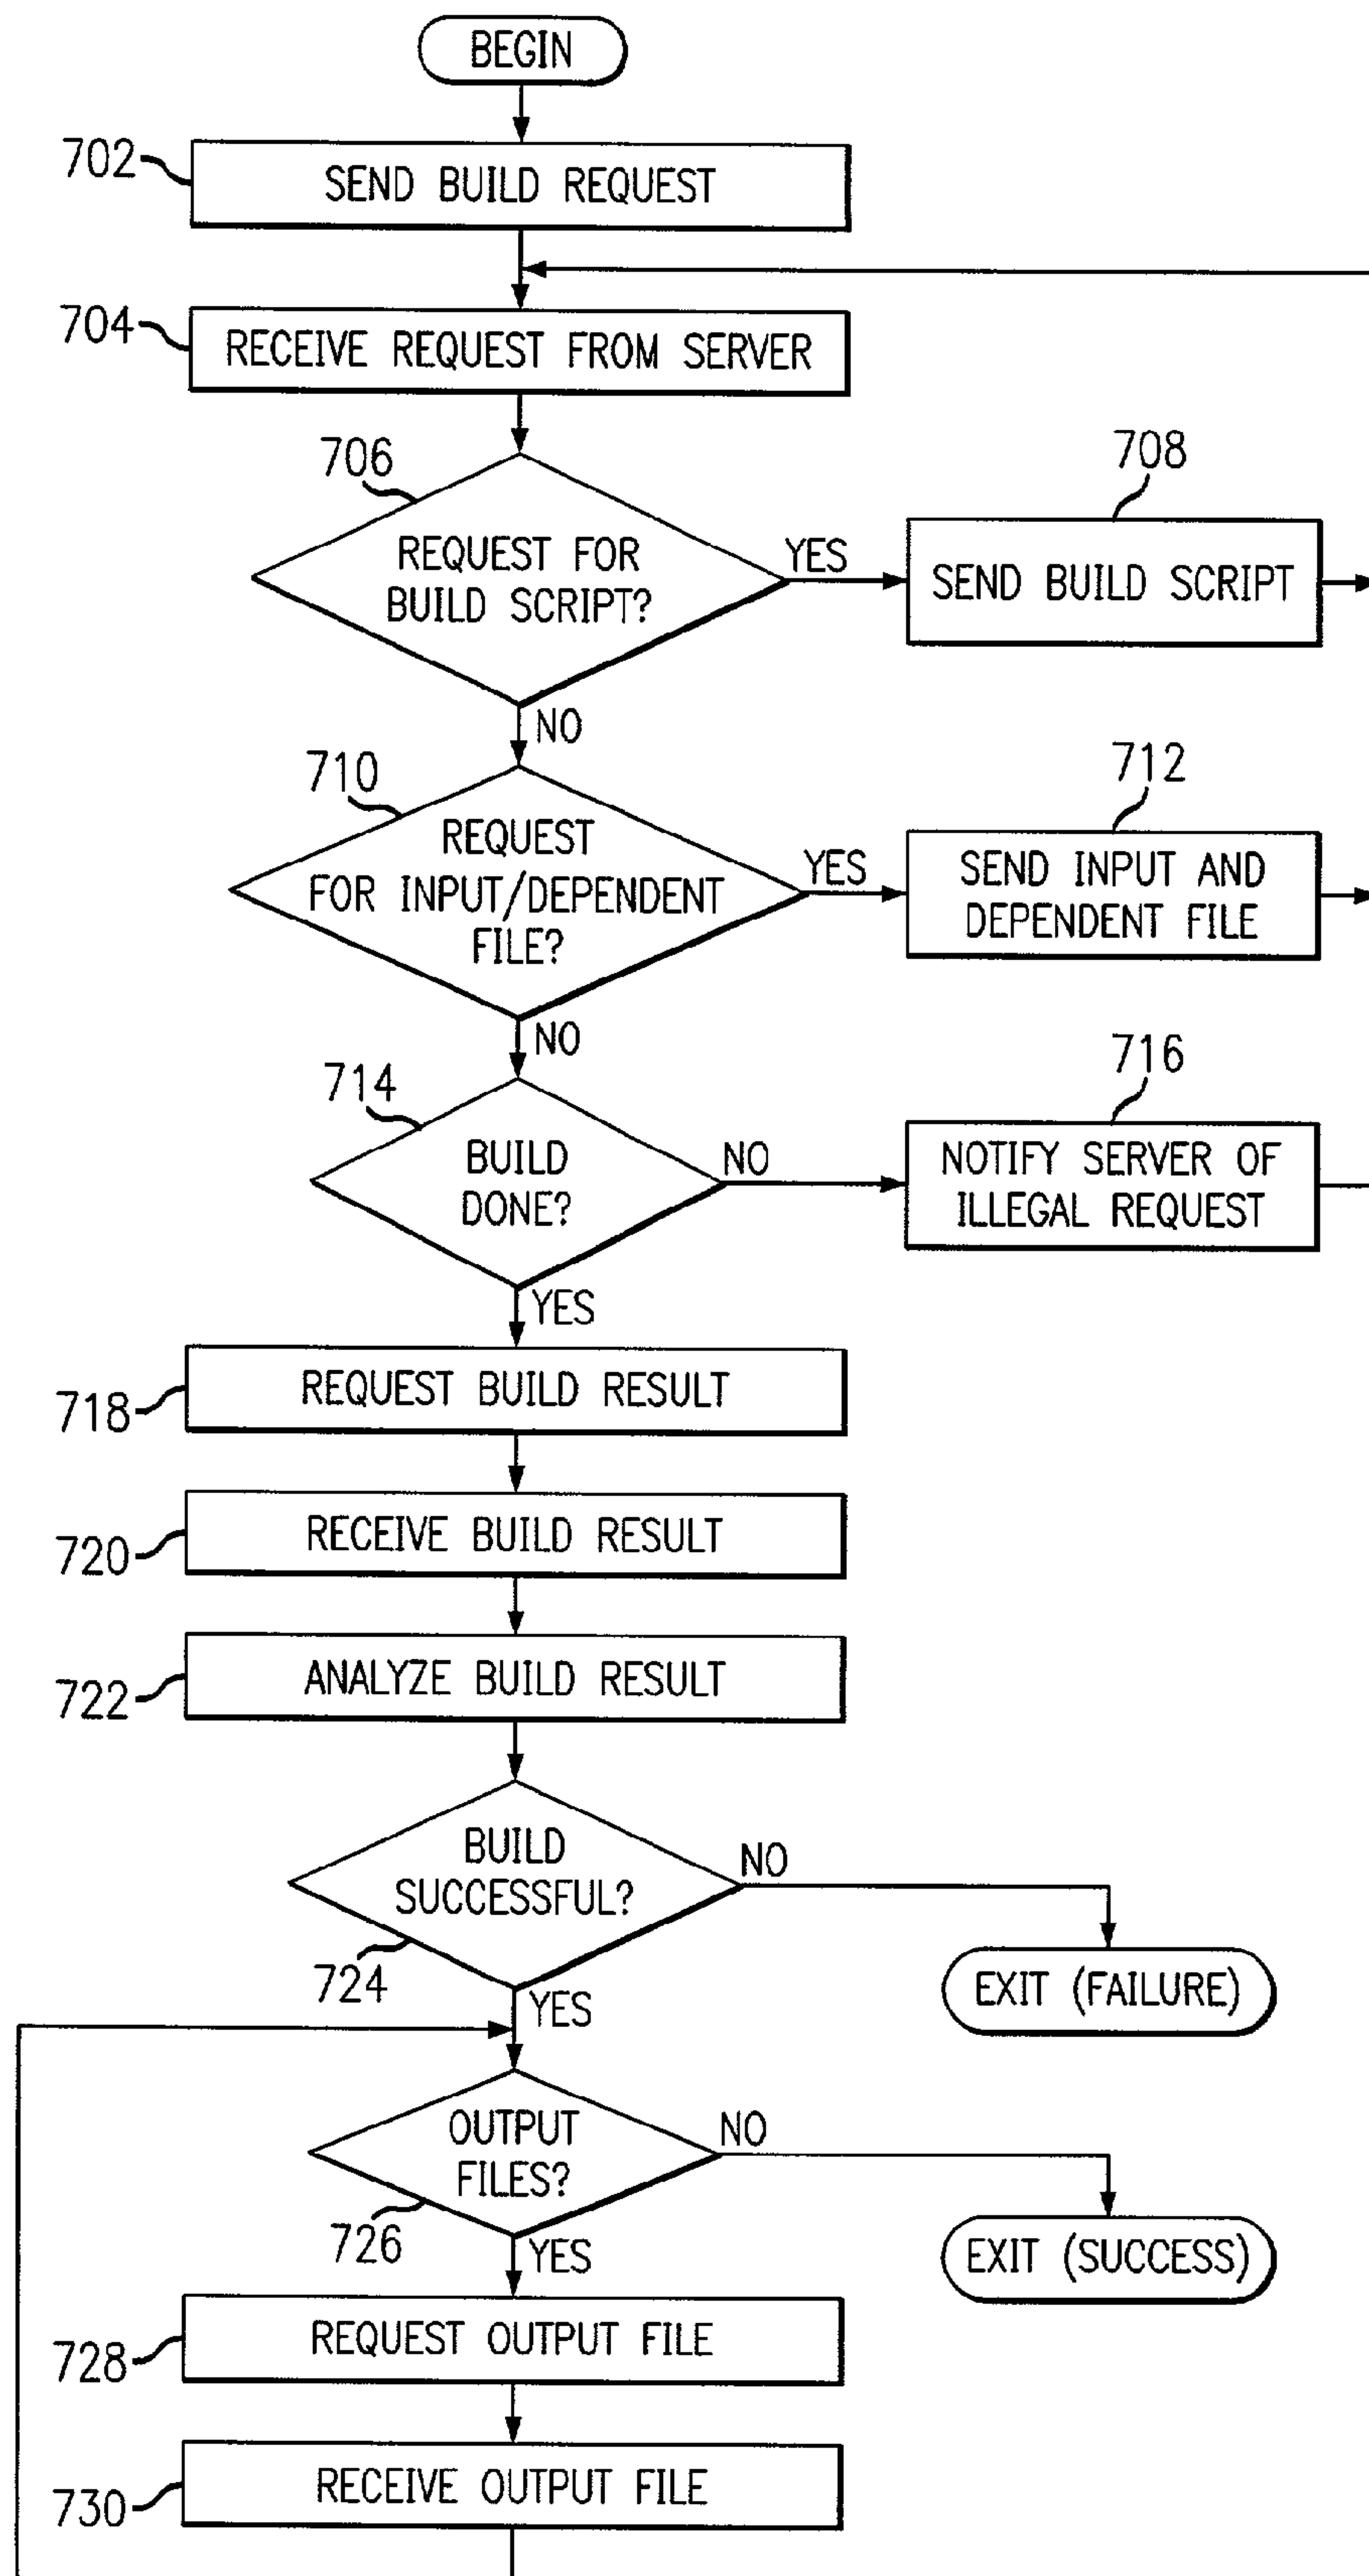 BEGIN
702
SEND BUILD REQUEST
704
RECEIVE REQUEST FROM SERVER
706
REQUEST FOR
BUILD SCRIPT?
YES
708
SEND BUILD SCRIPT
NO
710
REQUEST
FOR INPUT/DEPENDENT
FILE?
YES
712
SEND INPUT AND
DEPENDENT FILE
NO
714
BUILD
DONE?
NO
716
NOTIFY SERVER OF
ILLEGAL REQUEST
YES
718
REQUEST BUILD RESULT
720
RECEIVE BUILD RESULT
722
ANALYZE BUILD RESULT
BUILD
SUCCESSFUL?
NO
724
EXIT (FAILURE)
YES
OUTPUT
FILES?
NO
726
EXIT (SUCCESS)
YES
728
REQUEST OUTPUT FILE
730
RECEIVE OUTPUT FILE